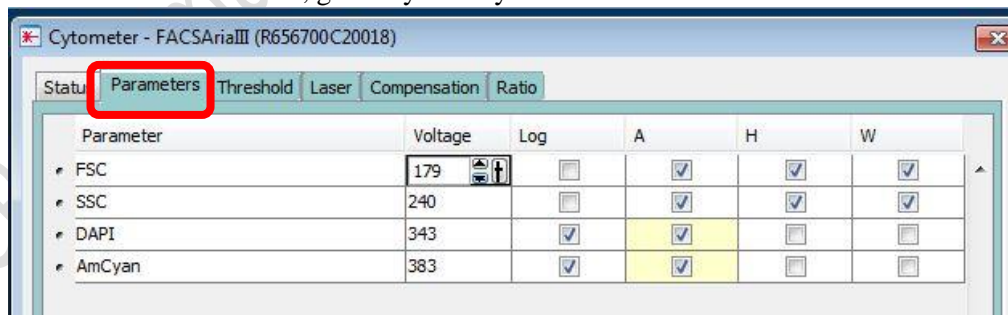 Cytometer - FACSAriaIII (R656700C20018)
Parameters Threshold Laser Compensation Ratio
Parameter Voltage Log A H W
FSC 179
SSC 240
DAPI 343
AmCyan 383